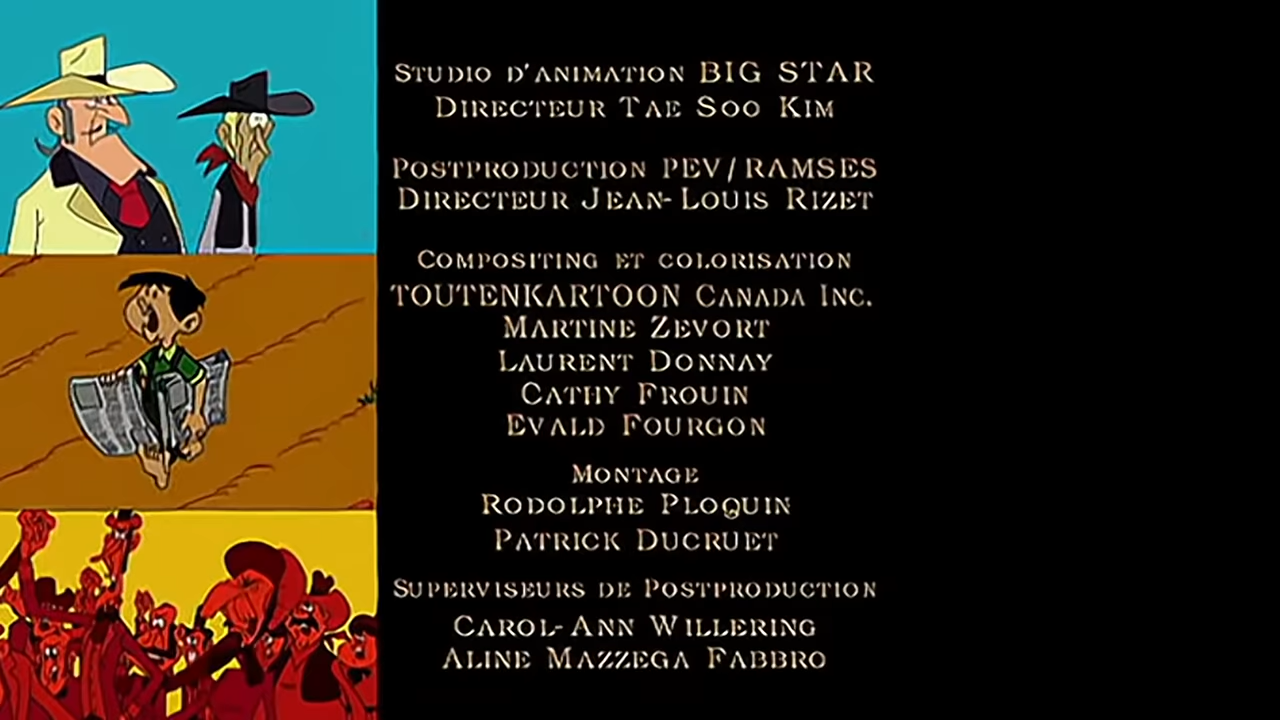 STUDIO D'ANIMATION BIG STAR
DIRECTEUR TAE SOO KIM
POSTPRODUCTION PEV/RAMSES
DIRECTEUR JEAN-LOUIS RIZET
COMPOSITING ET COLORISATION
TOUTENKARTOON CANADA INC.
MARTINE ZEVORT
LAURENT DONNAY
CATHY FROUIN
EVALD FOURGON
MONTAGE
RODOLPHE PLOQUIN
PATRICK DUCRUET
SUPERVISEURS DE POSTPRODUCTION
CAROL-ANN WILLERING
ALINE MAZZEGA FABBRO